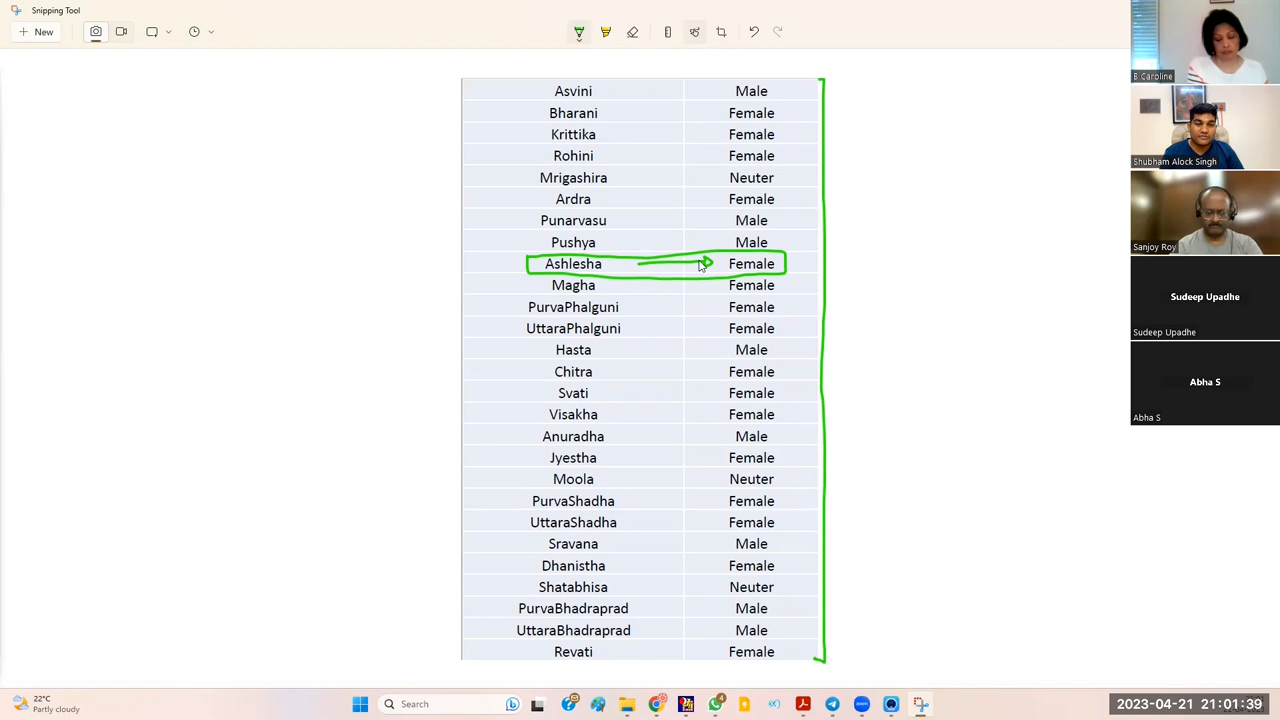 Snipping Tool
New
Asvini Male
Bharani Female
Krittika Female
Rohini Female
Mrigashira Neuter
Ardra Female
Punarvasu Male
Pushya Male
Ashlesha Female
Magha Female
PurvaPhalguni Female
UttaraPhalguni Female
Hasta Male
Chitra Female
Svati Female
Visakha Female
Anuradha Male
Jyestha Female
Moola Neuter
PurvaShadha Female
UttaraShadha Female
Sravana Male
Dhanistha Female
Shatabhisa Neuter
PurvaBhadraprad Male
UttaraBhadraprad Male
Revati Female
B Caroline
Shubham Alock Singh
Sanjoy Roy
Sudeep Upadhe
Sudeep Upadhe
Abha S
Abha S
22°C
Partly cloudy
Search
2023-04-21 21:01:39